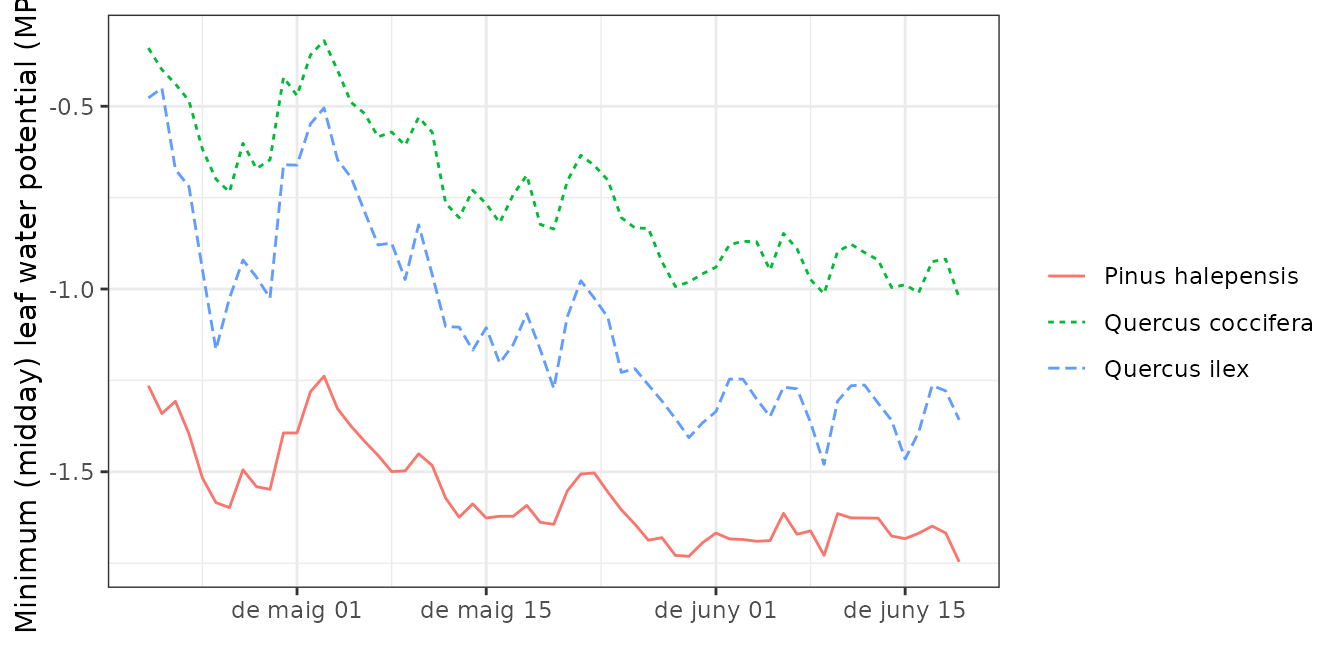 Minimum (midday) leaf water potential (MP
-0.5
-1.0
-1.5
de maig 01
de maig 15
de juny 01
de juny 15
Pinus halepensis
Quercus coccifera
Quercus ilex